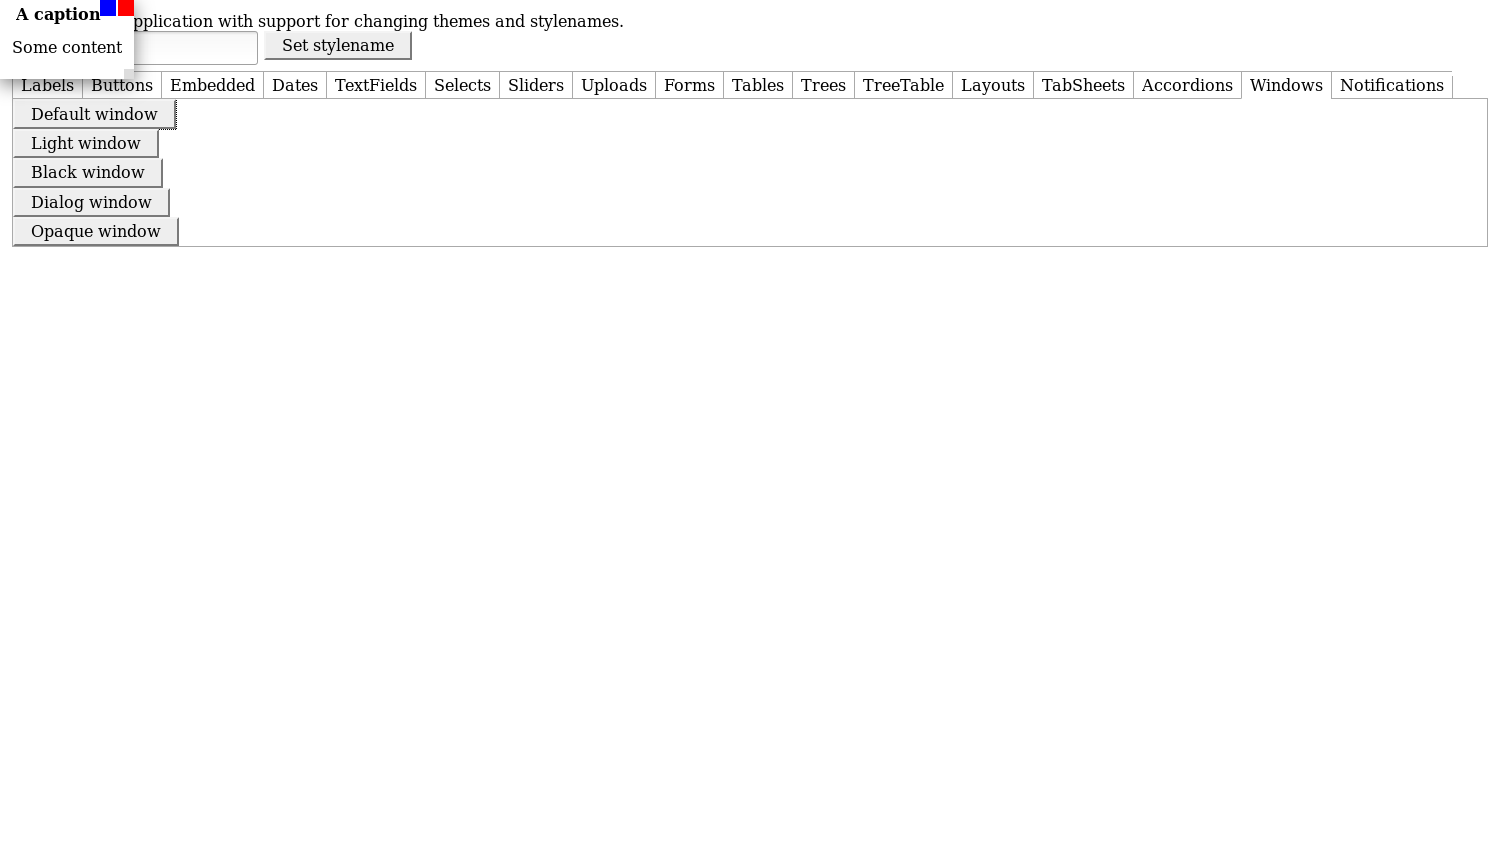 A caption
Some content
pplication with support for changing themes and stylenames.
Set stylename
Labels Buttons Embedded Dates TextFields Selects Sliders Uploads Forms Tables Trees TreeTable Layouts TabSheets Accordions Windows Notifications
Default window
Light window
Black window
Dialog window
Opaque window